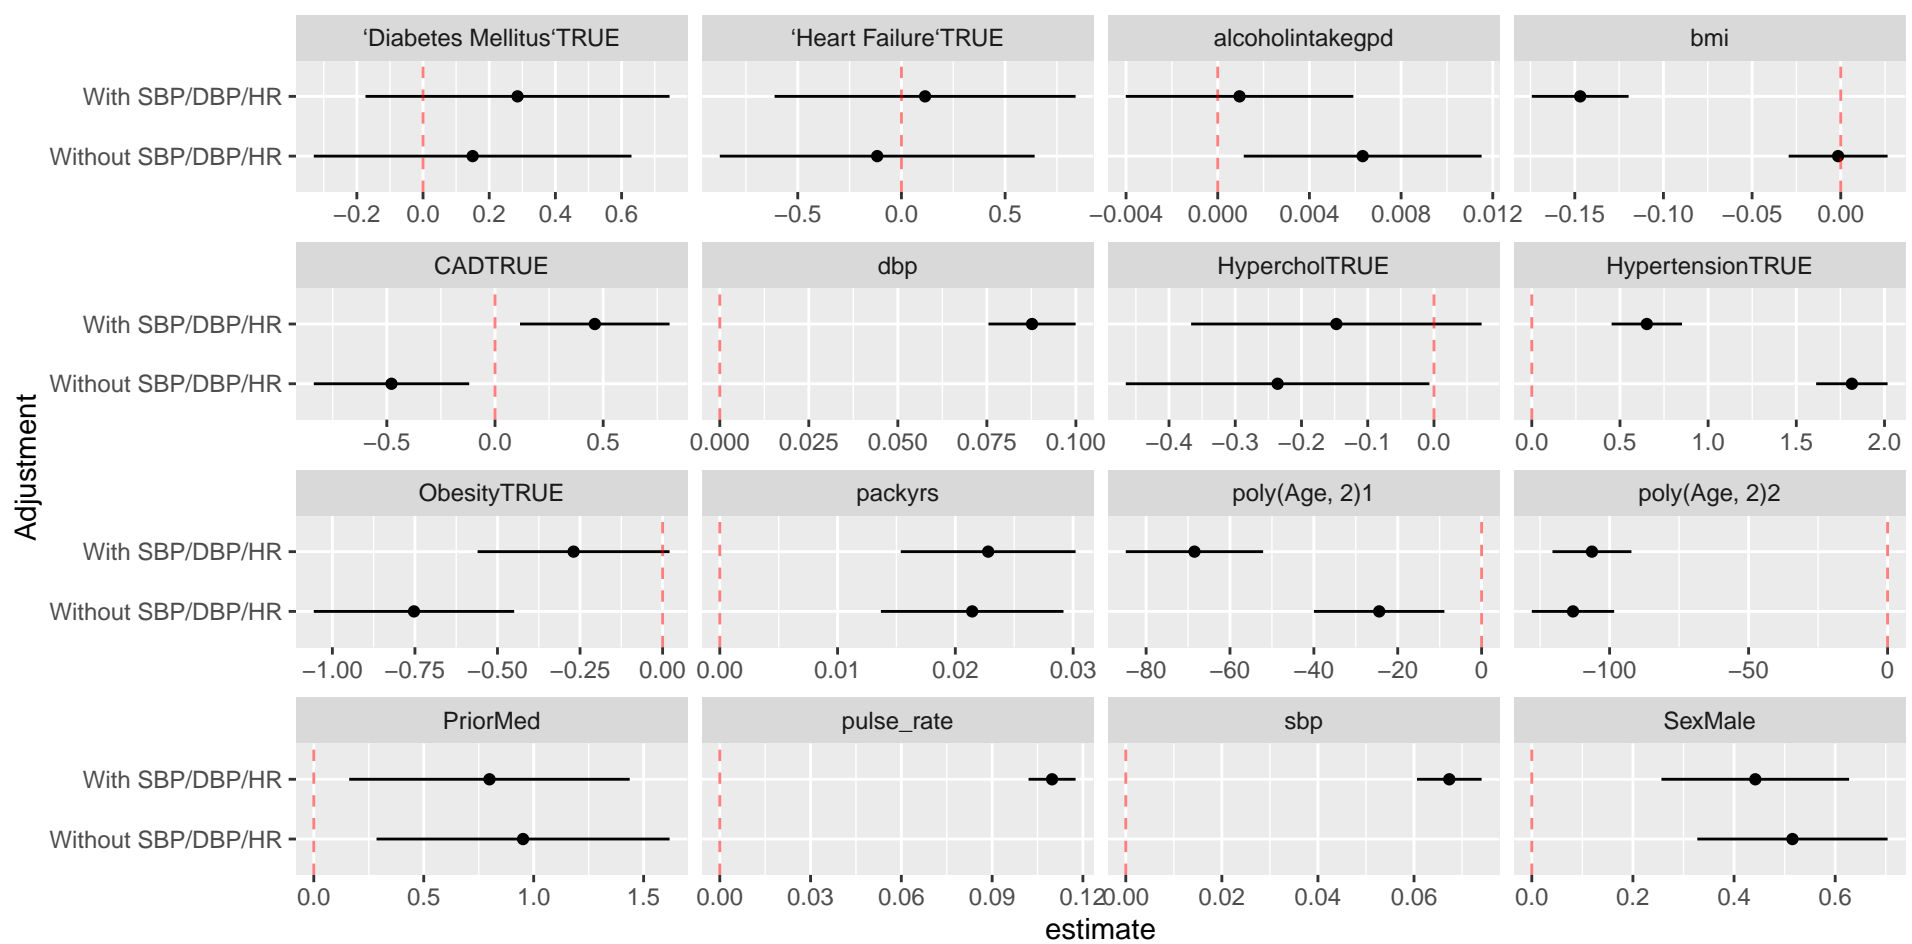 ‘Diabetes Mellitus‘TRUE ‘Heart Failure‘TRUE alcoholintakegpd bmi
With SBP/DBP/HR
Without SBP/DBP/HR
−0.2 0.0 0.2 0.4 0.6 −0.5 0.0 0.5 −0.004 0.000 0.004 0.008 0.012 −0.15 −0.10 −0.05 0.00
CADTRUE dbp HypercholTRUE HypertensionTRUE
With SBP/DBP/HR
Without SBP/DBP/HR
−0.5 0.0 0.5 0.000 0.025 0.050 0.075 0.100 −0.4 −0.3 −0.2 −0.1 0.0 0.0 0.5 1.0 1.5 2.0
Adjustment
ObesityTRUE packyrs poly(Age, 2)1 poly(Age, 2)2
With SBP/DBP/HR
Without SBP/DBP/HR
−1.00 −0.75 −0.50 −0.25 0.00 0.00 0.01 0.02 0.03 −80 −60 −40 −20 0 −100 −50 0
PriorMed pulse_rate sbp SexMale
With SBP/DBP/HR
Without SBP/DBP/HR
0.0 0.5 1.0 1.5 0.00 0.03 0.06 0.09 0.12 0.00 0.02 0.04 0.06 0.0 0.2 0.4 0.6
estimate